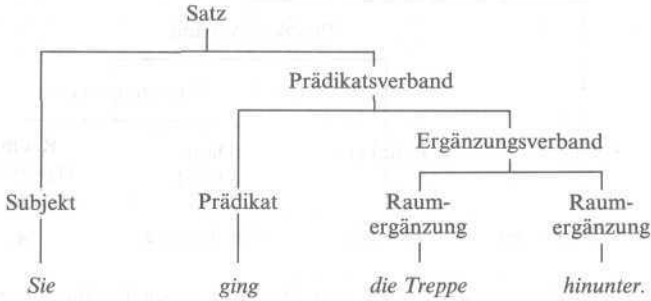 Satz
Prädikatsverband
Ergänzungsverband
Subjekt Prädikat Raum- Raum-
ergänzung ergänzung
Sie ging die Treppe hinunter.